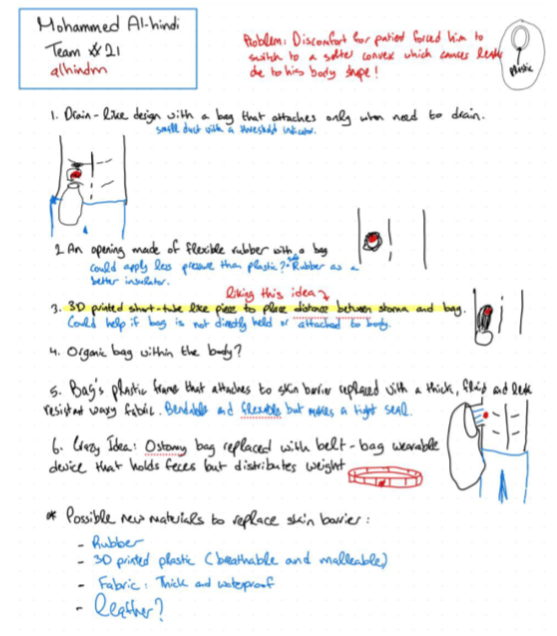 Mohammed Al-hindi
Team #21
alhindm
Problem: Discomfort for patient forced him to
switch to a softer convex which causes leaks
due to his body shape!
Plastic
1. Drain-like design with a bag that attaches only when need to drain.
small duct with a threshold indicator.
2. An opening made of flexible rubber with a bag
could apply less pressure than plastic? Rubber as a
better insulator.
liking this idea
3. 3D printed short-tube like piece to place distance between stoma and bag.
Could help if bag is not directly held or attached to body.
4. Organic bag within the body?
5. Bag's plastic frame that attaches to skin barrier replaced with a thick, fluid and leak
resistant waxy fabric. Bendable and flexible but makes a tight seal.
6. Crazy Idea: Ostomy bag replaced with belt-bag wearable
device that holds feces but distributes weight
* Possible new materials to replace skin barrier:
- Rubber
- 3D printed plastic (breathable and malleable)
- Fabric: Thick and waterproof
- leather?